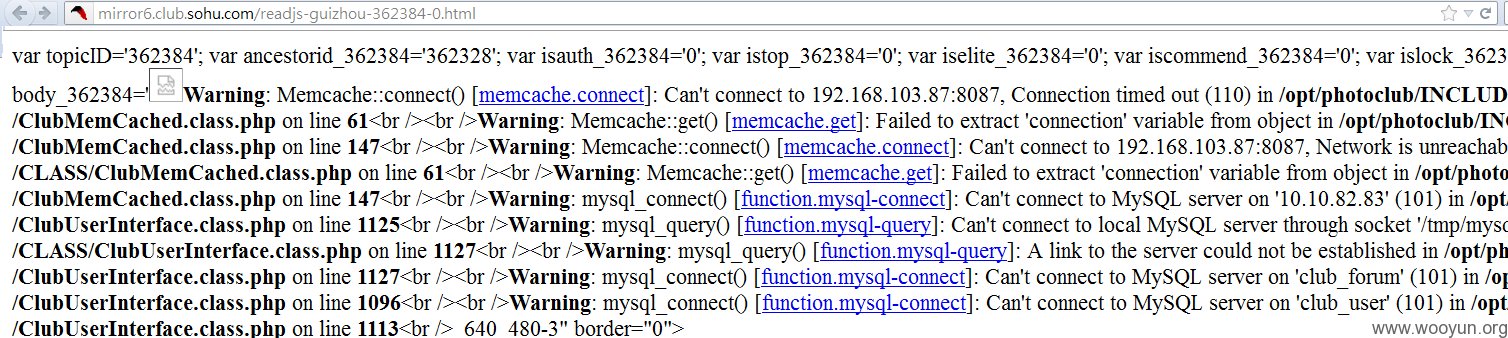 mirror6.club.sohu.com/readjs-guizhou-362384-0.html
var topicID='362384'; var ancestorid_362384='362328'; var isauth_362384='0'; var istop_362384='0'; var iselite_362384='0'; var iscommend_362384='0'; var islock_3623
body_362384='Warning: Memcache::connect() [memcache.connect]: Can't connect to 192.168.103.87:8087, Connection timed out (110) in /opt/photoclub/INCLUD
/ClubMemCached.class.php on line 61<br /><br />Warning: Memcache::get() [memcache.get]: Failed to extract 'connection' variable from object in /opt/photoclub/INC
/ClubMemCached.class.php on line 147<br /><br />Warning: Memcache::connect() [memcache.connect]: Can't connect to 192.168.103.87:8087, Network is unreachab
/CLASS/ClubMemCached.class.php on line 61<br /><br />Warning: Memcache::get() [memcache.get]: Failed to extract 'connection' variable from object in /opt/photo
/ClubMemCached.class.php on line 147<br /><br />Warning: mysql_connect() [function.mysql-connect]: Can't connect to MySQL server on '10.10.82.83' (101) in /opt/
/ClubUserInterface.class.php on line 1125<br /><br />Warning: mysql_query() [function.mysql-query]: Can't connect to local MySQL server through socket '/tmp/mysq
/CLASS/ClubUserInterface.class.php on line 1127<br /><br />Warning: mysql_query() [function.mysql-query]: A link to the server could not be established in /opt/ph
/ClubUserInterface.class.php on line 1127<br /><br />Warning: mysql_connect() [function.mysql-connect]: Can't connect to MySQL server on 'club_forum' (101) in /op
/ClubUserInterface.class.php on line 1096<br /><br />Warning: mysql_connect() [function.mysql-connect]: Can't connect to MySQL server on 'club_user' (101) in /opt
/ClubUserInterface.class.php on line 1113<br />_640_480-3" border="0">
www.wooyun.org